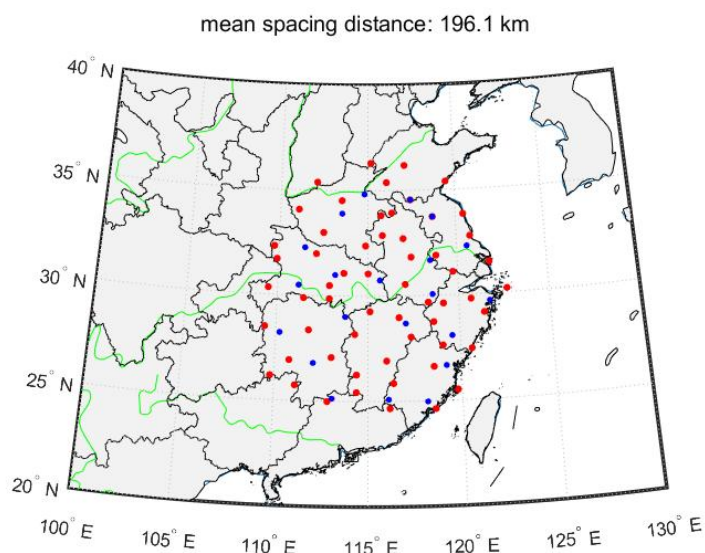 mean spacing distance: 196.1 km
40° N
35° N
30° N
25° N
20° N
100° E
105° E
110° E
115° E
120° E
125° E
130° E